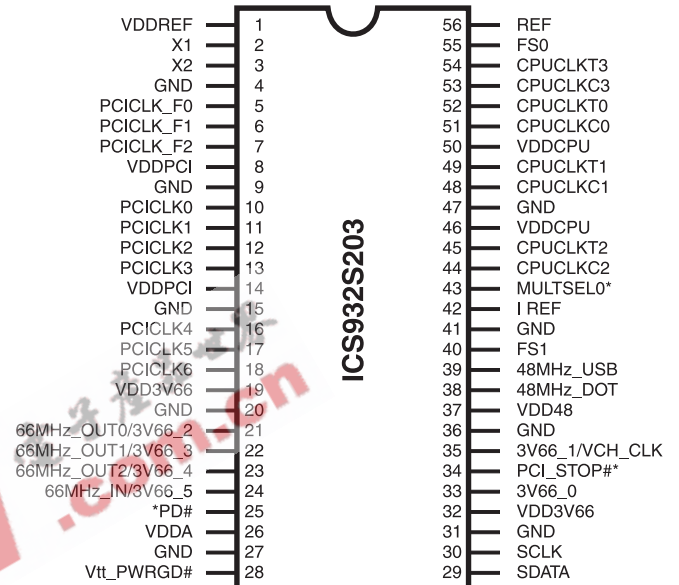 VDDREF 1 56 REF
X1 2 55 FS0
X2 3 54 CPUCLKT3
GND 4 53 CPUCLKC3
PCICLK_F0 5 52 CPUCLKT0
PCICLK_F1 6 51 CPUCLKC0
PCICLK_F2 7 50 VDDCPU
VDDPCI 8 49 CPUCLKT1
GND 9 48 CPUCLKC1
PCICLK0 10 47 GND
PCICLK1 11 46 VDDCPU
PCICLK2 12 45 CPUCLKT2
PCICLK3 13 44 CPUCLKC2
VDDPCI 14 43 MULTSEL0*
GND 15 42 I REF
PCICLK4 16 41 GND
PCICLK5 17 40 FS1
PCICLK6 18 39 48MHz_USB
VDD3V66 19 38 48MHz_DOT
GND 20 37 VDD48
66MHz_OUT0/3V66_2 21 36 GND
66MHz_OUT1/3V66_3 22 35 3V66_1/VCH_CLK
66MHz_OUT2/3V66_4 23 34 PCI_STOP#*
66MHz_IN/3V66_5 24 33 3V66_0
*PD# 25 32 VDD3V66
VDDA 26 31 GND
GND 27 30 SCLK
Vtt_PWRGD# 28 29 SDATA
ICS932S203
.com.cn